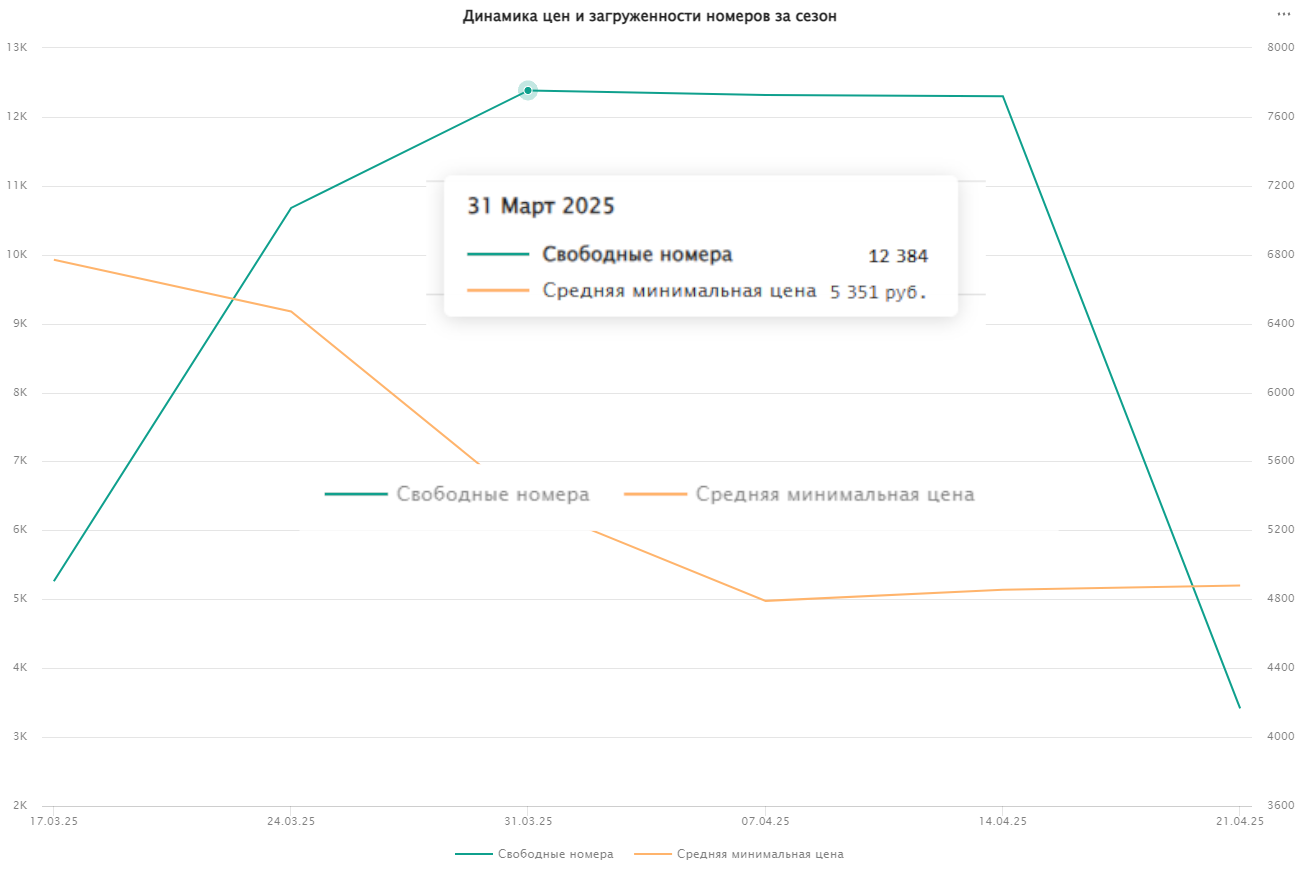 Динамика цен и загруженности номеров за сезон
...
13K 8000
12K 7600
11K 7200
31 Март 2025
10K Свободные номера 12 384 6800
Средняя минимальная цена 5 351 руб.
9K 6400
8K 6000
7K 5600
Свободные номера Средняя минимальная цена
6K 5200
5K 4800
4K 4400
3K 4000
2K 3600
17.03.25 24.03.25 31.03.25 07.04.25 14.04.25 21.04.25
Свободные номера Средняя минимальная цена